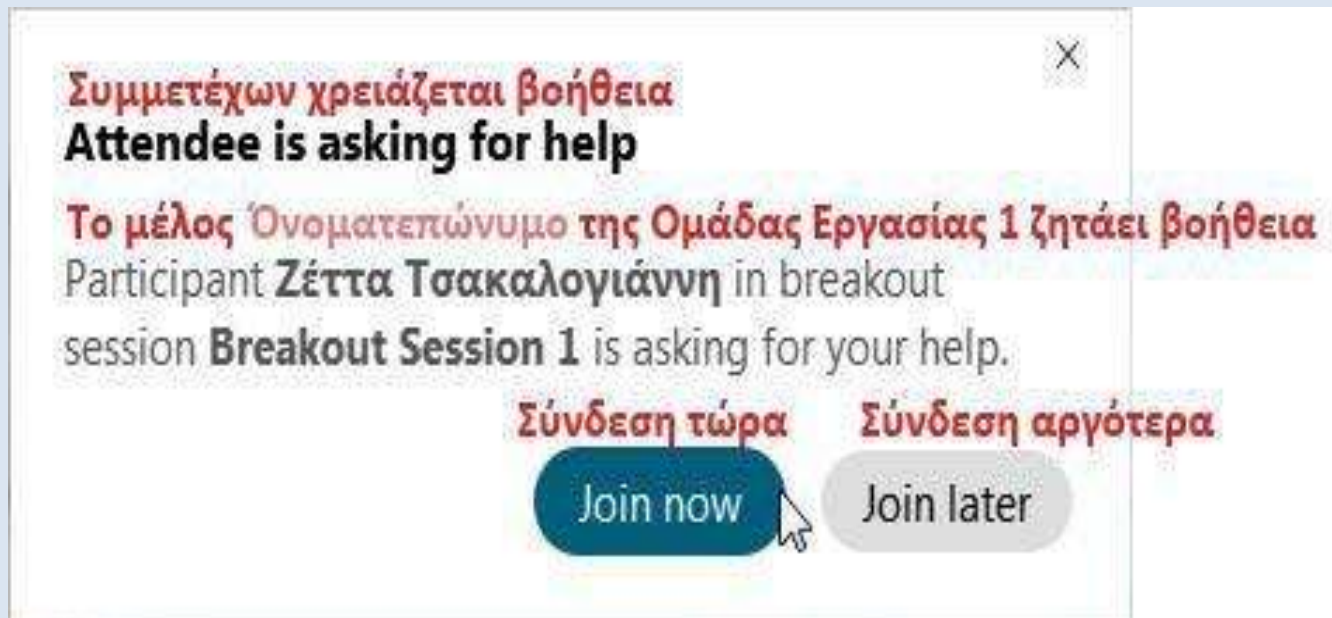 Συμμετέχων χρειάζεται βοήθεια
Attendee is asking for help
Το μέλος Όνοματεπώνυμο της Ομάδας Εργασίας 1 ζητάει βοήθεια
Participant Ζέττα Τσακαλογιάννη in breakout
session Breakout Session 1 is asking for your help.
Σύνδεση τώρα Σύνδεση αργότερα
Join now Join later